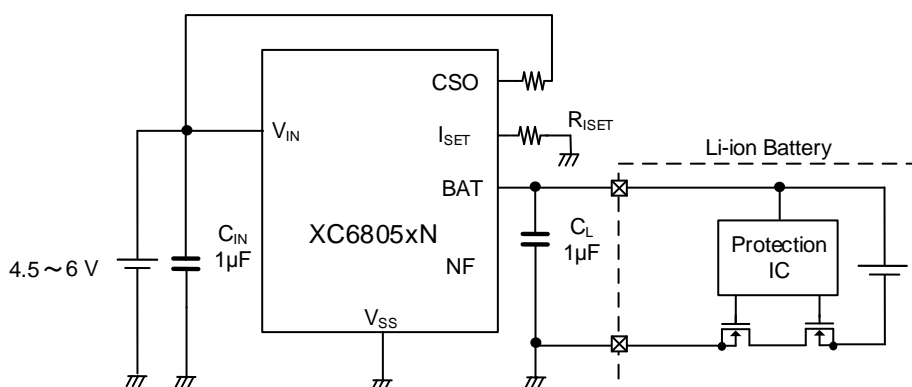 CSO
V_IN
I_SET
R_ISET
Li-ion Battery
BAT
C_IN
1μF
XC6805xN
C_L
1μF
Protection
IC
4.5～6 V
NF
V_SS